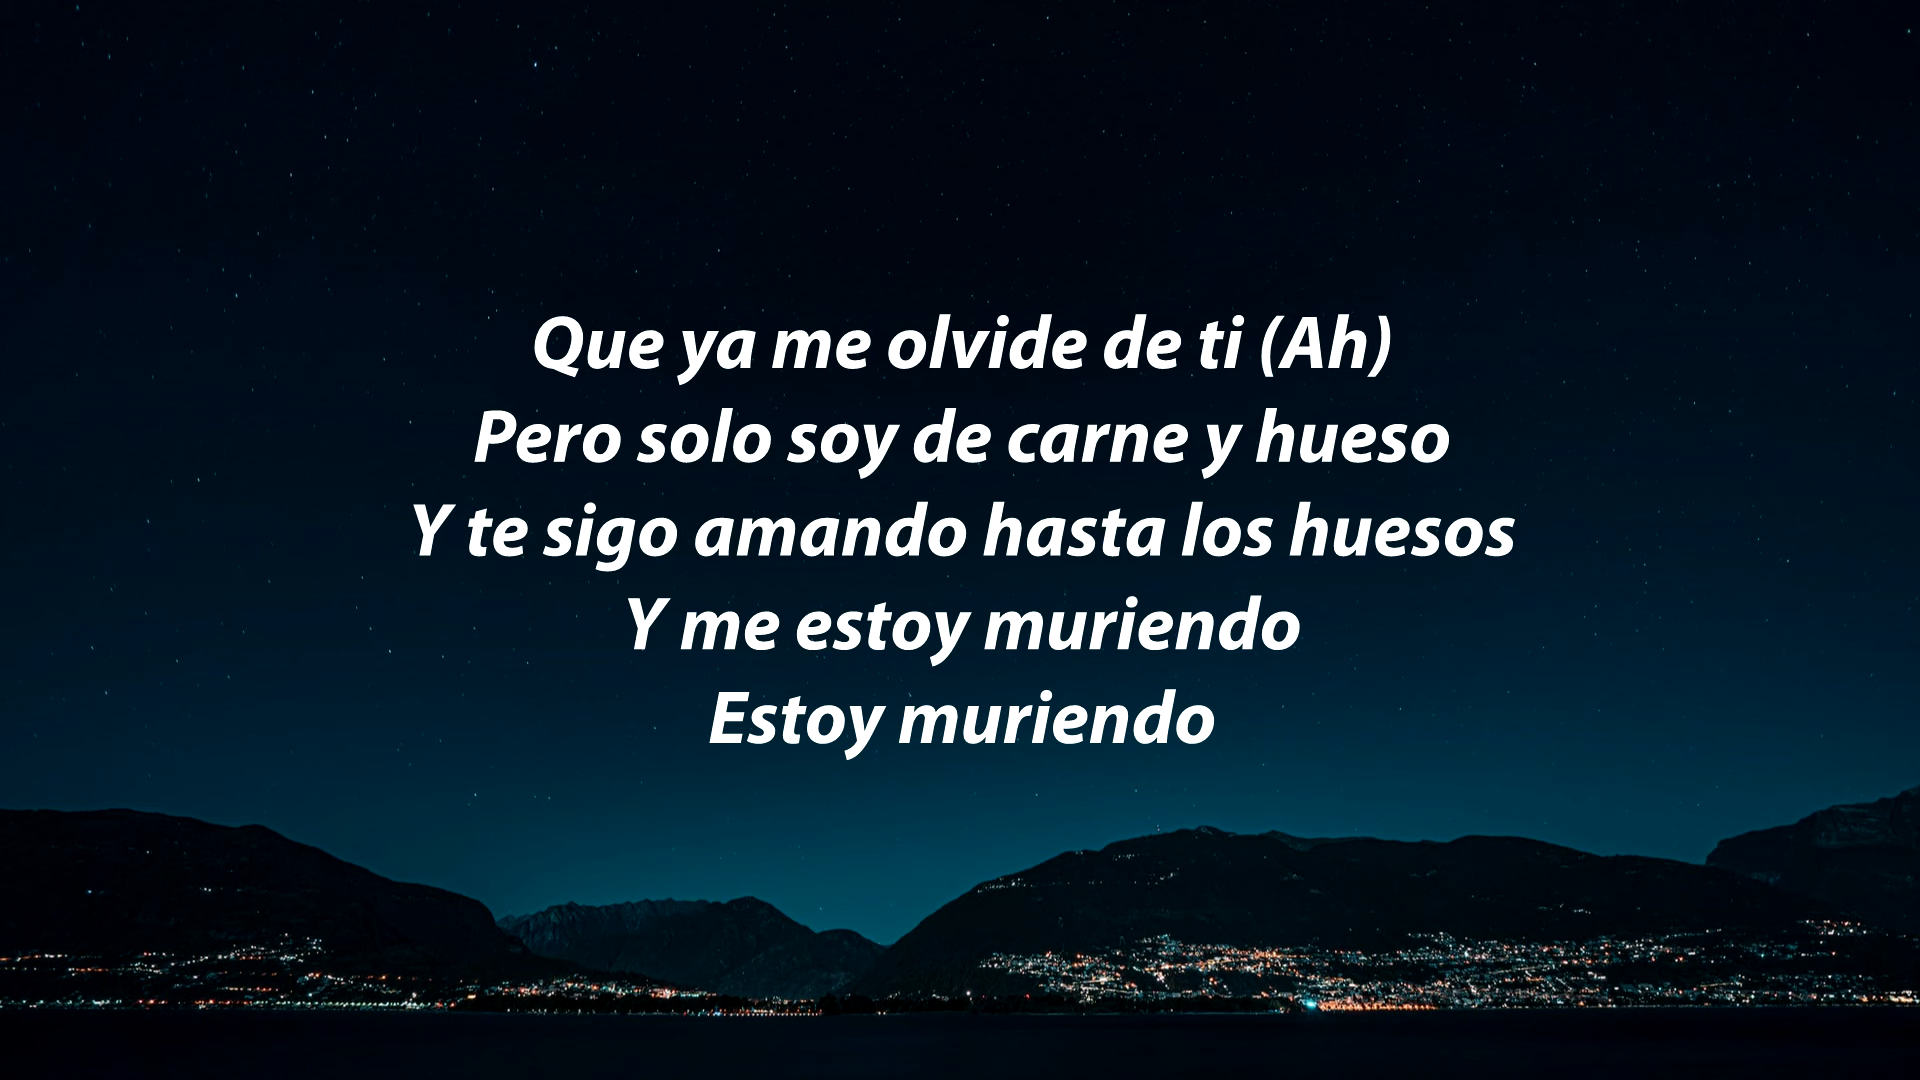 Que ya me olvide de ti (Ah)
Pero solo soy de carne y hueso
Y te sigo amando hasta los huesos
Y me estoy muriendo
Estoy muriendo